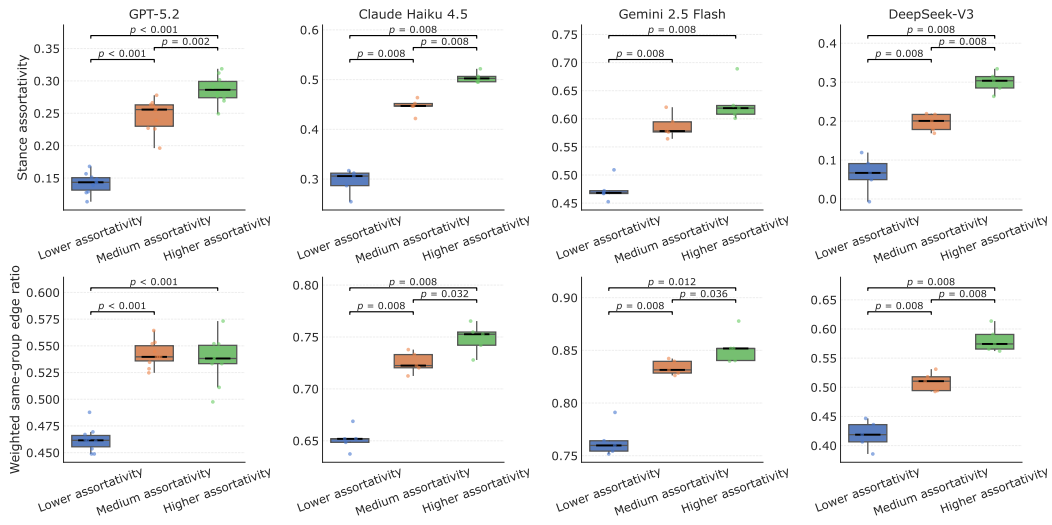 GPT-5.2
Stance assortativity
0.35
0.30
0.25
0.20
0.15
p < 0.001
p = 0.002
p < 0.001
Lower assortativity
Medium assortativity
Higher assortativity
Claude Haiku 4.5
0.6
0.5
0.4
0.3
p = 0.008
p = 0.008
p = 0.008
Lower assortativity
Medium assortativity
Higher assortativity
Gemini 2.5 Flash
0.75
0.70
0.65
0.60
0.55
0.50
0.45
p = 0.008
p = 0.008
Lower assortativity
Medium assortativity
Higher assortativity
DeepSeek-V3
0.4
0.3
0.2
0.1
0.0
p = 0.008
p = 0.008
p = 0.008
Lower assortativity
Medium assortativity
Higher assortativity
Weighted same-group edge ratio
0.600
0.575
0.550
0.525
0.500
0.475
0.450
p < 0.001
p < 0.001
Lower assortativity
Medium assortativity
Higher assortativity
0.80
0.75
0.70
0.65
p = 0.008
p = 0.032
p = 0.008
Lower assortativity
Medium assortativity
Higher assortativity
0.90
0.85
0.80
0.75
p = 0.012
p = 0.036
p = 0.008
Lower assortativity
Medium assortativity
Higher assortativity
0.65
0.60
0.55
0.50
0.45
0.40
p = 0.008
p = 0.008
p = 0.008
Lower assortativity
Medium assortativity
Higher assortativity